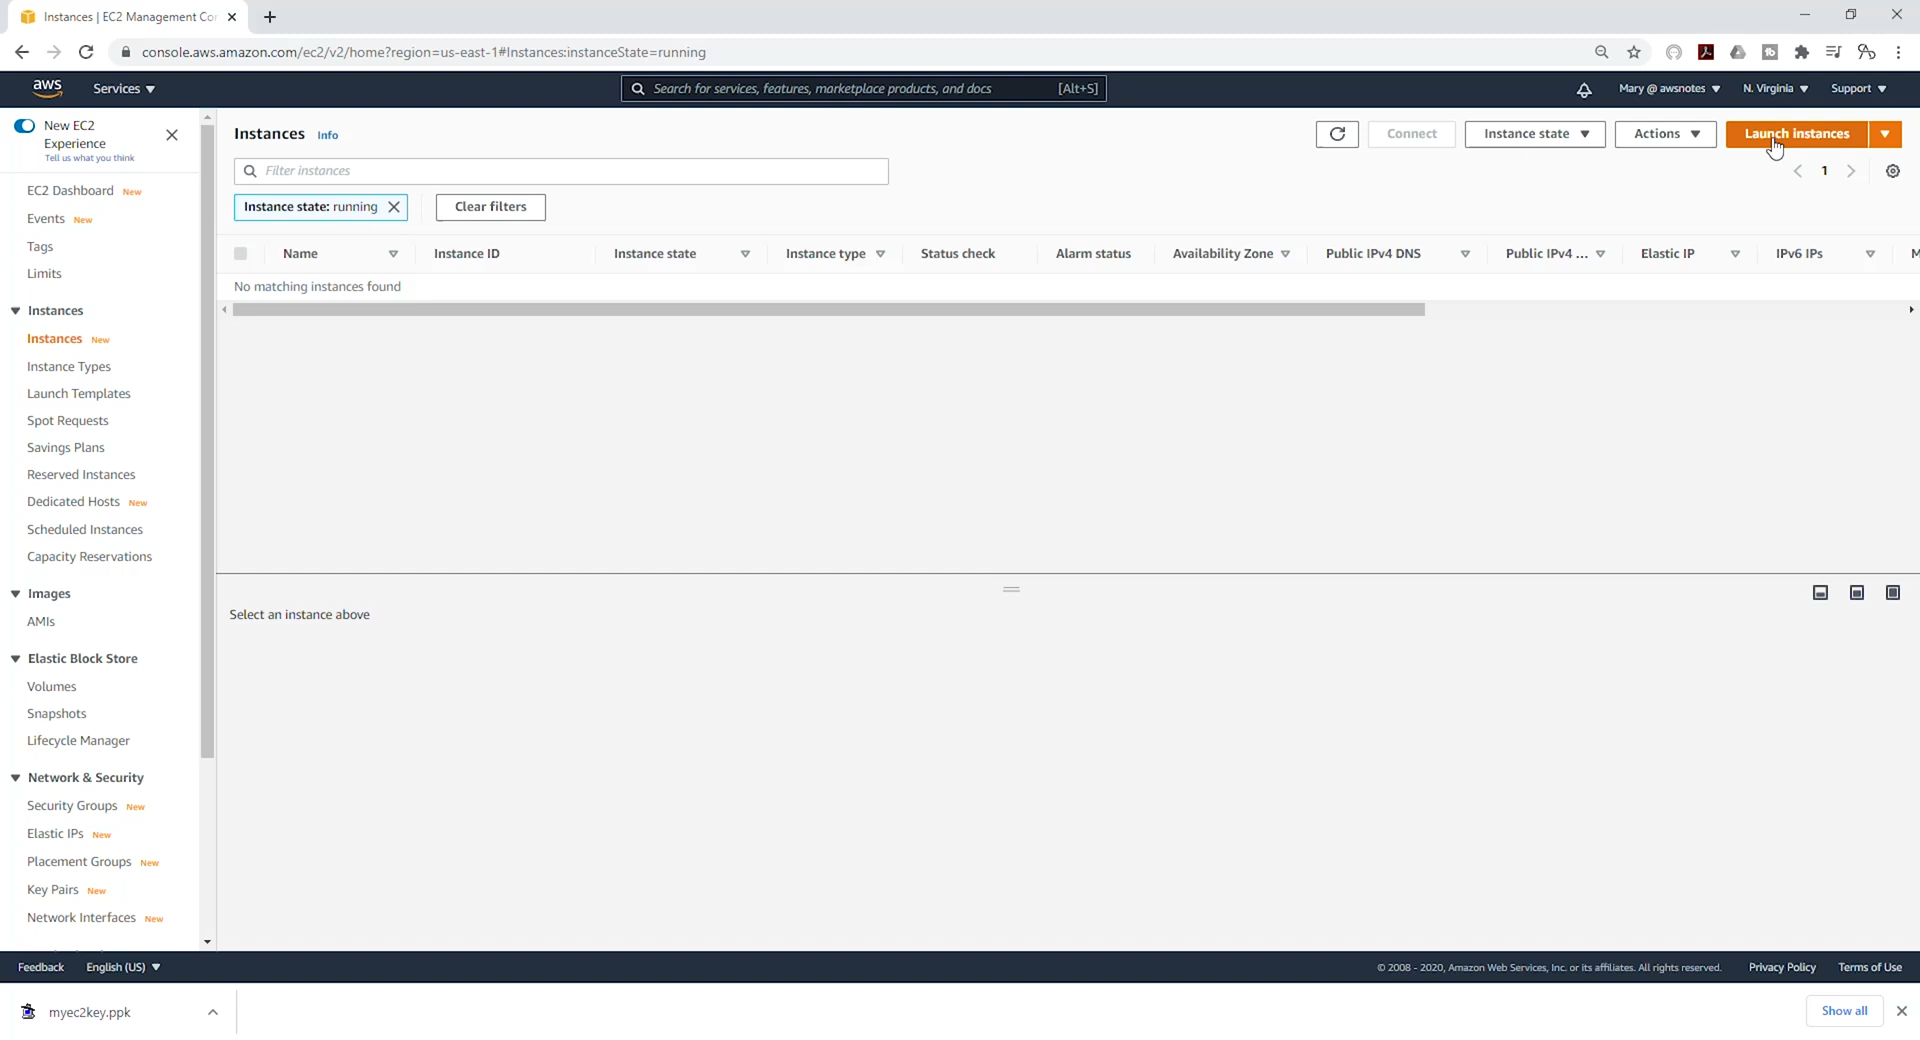 Instances | EC2 Management Con
console.aws.amazon.com/ec2/v2/home?region=us-east-1#Instances:instanceState=running
aws
Services
Search for services, features, marketplace products, and docs [Alt+S]
Mary @ awsnotes
N. Virginia
Support
New EC2
Experience
Tell us what you think
EC2 Dashboard New
Events New
Tags
Limits
Instances
Instances New
Instance Types
Launch Templates
Spot Requests
Savings Plans
Reserved Instances
Dedicated Hosts New
Scheduled Instances
Capacity Reservations
Images
AMIs
Elastic Block Store
Volumes
Snapshots
Lifecycle Manager
Network & Security
Security Groups New
Elastic IPs New
Placement Groups New
Key Pairs New
Network Interfaces New
Instances Info
Connect
Instance state
Actions
Launch instances
Filter instances
1
Instance state: running
Clear filters
Name Instance ID Instance state Instance type Status check Alarm status Availability Zone Public IPv4 DNS Public IPv4 ... Elastic IP IPv6 IPs M
No matching instances found
Select an instance above
Feedback English (US)
© 2008 - 2020, Amazon Web Services, Inc. or its affiliates. All rights reserved. Privacy Policy Terms of Use
myec2key.ppk
Show all